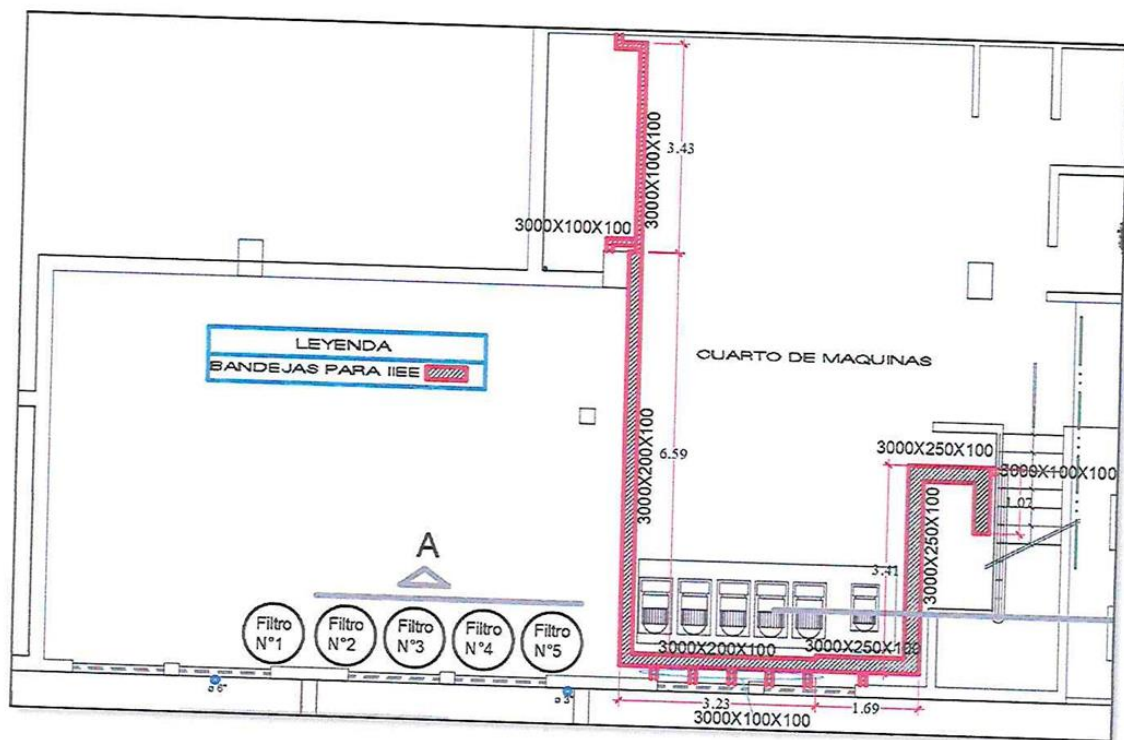 3000X100X100
3.43
3000X100X100
LEYENDA
BANDEJAS PARA IIEE
CUARTO DE MAQUINAS
3000X200X100
6.59
3000X250X100
3000X100X100
1.07
3000X250X100
3.41
A
Filtro
N°1
Filtro
N°2
Filtro
N°3
Filtro
N°4
Filtro
N°5
3000X200X100
3000X250X100
ø 6"
ø 3"
3.23
1.69
3000X100X100